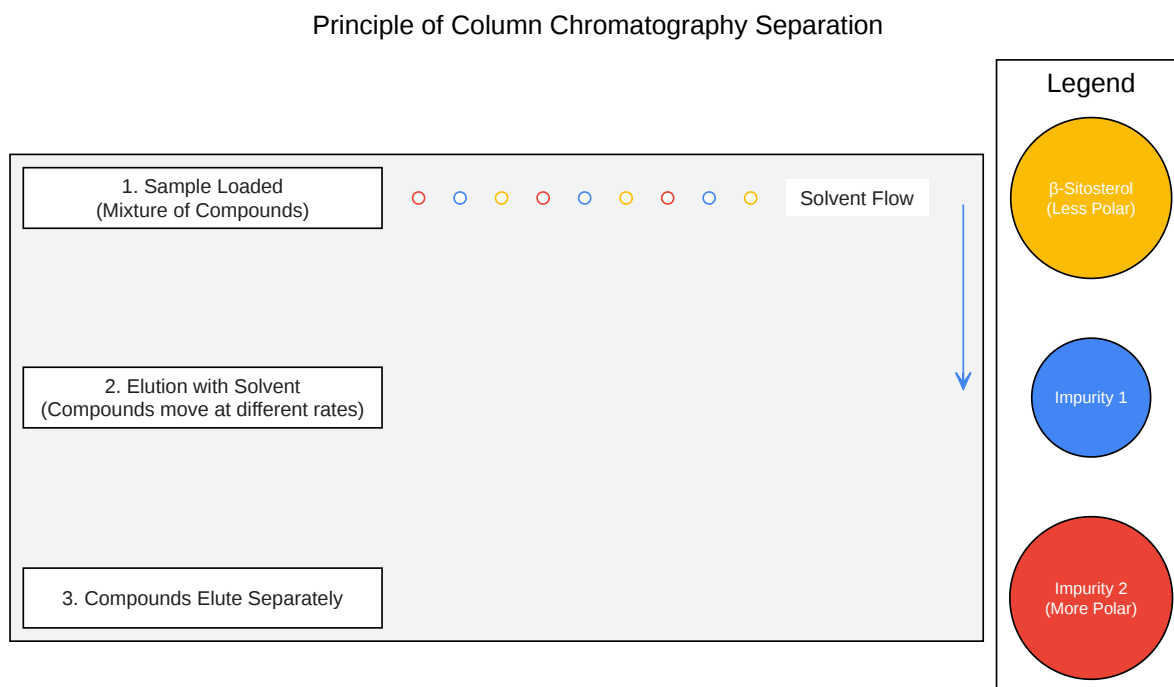 Principle of Column Chromatography Separation
Legend
1. Sample Loaded
(Mixture of Compounds)
Solvent Flow
β-Sitosterol
(Less Polar)
2. Elution with Solvent
(Compounds move at different rates)
Impurity 1
3. Compounds Elute Separately
Impurity 2
(More Polar)